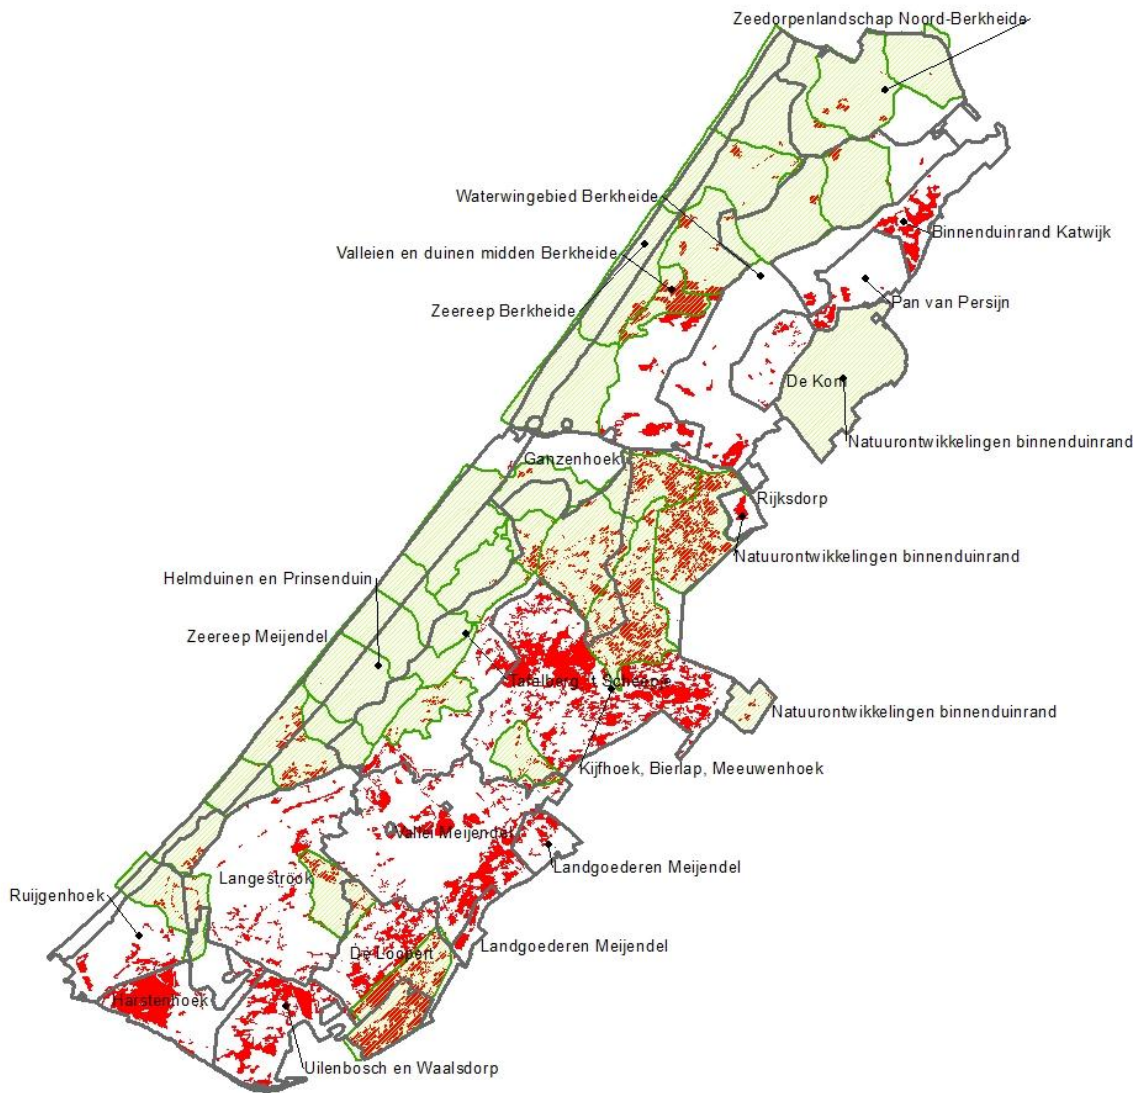 Zeedorpenlandschap Noord-Berkheide
Waterwingebied Berkheide
Binnenduinrand Katwijk
Valleien en duinen midden Berkheide
Pan van Persijn
Zeereep Berkheide
De Kom
Natuurontwikkelingen binnenduinrand
Ganzenhoek
Rijksdorp
Natuurontwikkelingen binnenduinrand
Helmduinen en Prinsenduin
Zeereep Meijendel
Tafelberg 't Scheepje
Natuurontwikkelingen binnenduinrand
Kijfhoek, Bierlap, Meeuwenhoek
Vallei Meijendel
Landgoederen Meijendel
Langestrook
Ruijgenhoek
Landgoederen Meijendel
De Loopert
Harstenhoek
Uilenbosch en Waalsdorp